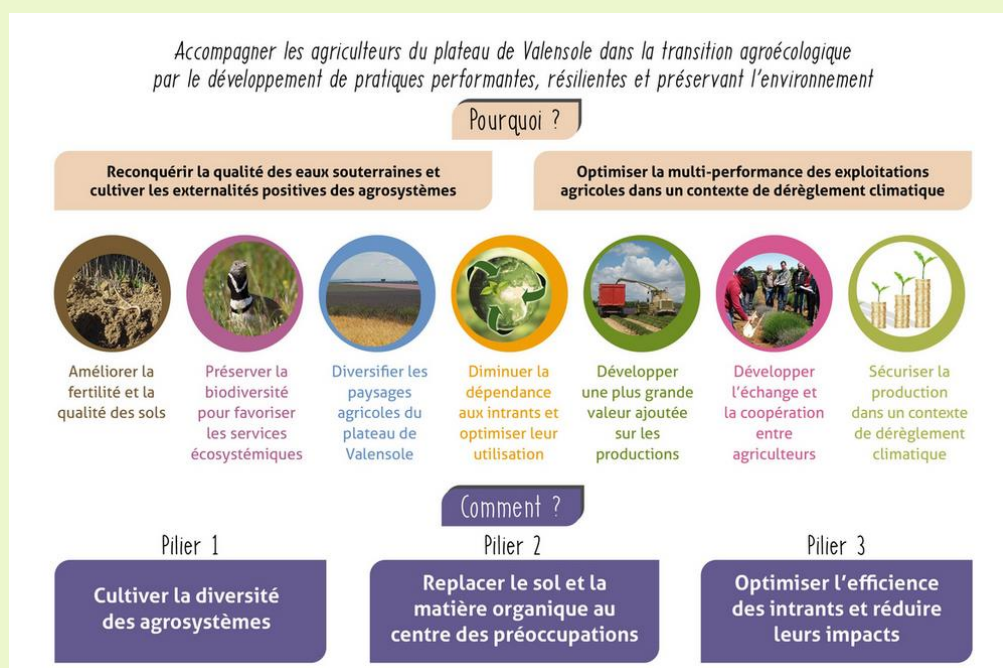 Accompagner les agriculteurs du plateau de Valensole dans la transition agroécologique
par le développement de pratiques performantes, résilientes et préservant l'environnement
Pourquoi ?
Reconquérir la qualité des eaux souterraines et
cultiver les externalités positives des agrosystèmes
Optimiser la multi-performance des exploitations
agricoles dans un contexte de dérèglement climatique
Améliorer la
fertilité et la
qualité des sols
Préserver la
biodiversité
pour favoriser
les services
écosystémiques
Diversifier les
paysages
agricoles du
plateau de
Valensole
Diminuer la
dépendance
aux intrants et
optimiser leur
utilisation
Développer
une plus grande
valeur ajoutée
sur les
productions
Développer
l'échange et
la coopération
entre
agriculteurs
Sécuriser la
production
dans un contexte
de dérèglement
climatique
Comment ?
Pilier 1
Cultiver la diversité
des agrosystèmes
Pilier 2
Replacer le sol et la
matière organique au
centre des préoccupations
Pilier 3
Optimiser l'efficience
des intrants et réduire
leurs impacts